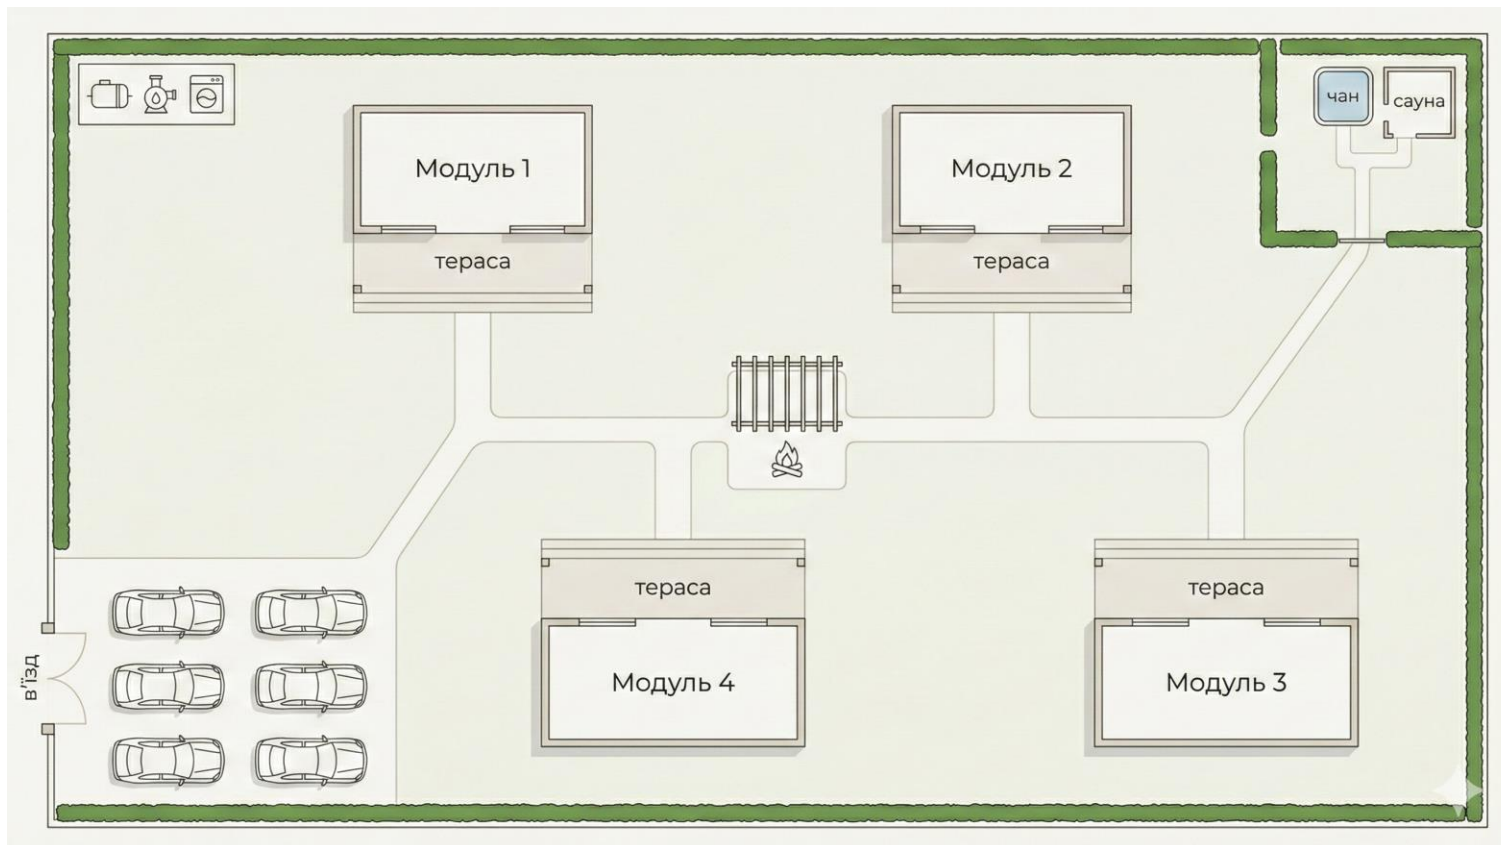 чан
сауна
Модуль 1
Модуль 2
тераса
тераса
тераса
тераса
в'їзд
Модуль 4
Модуль 3